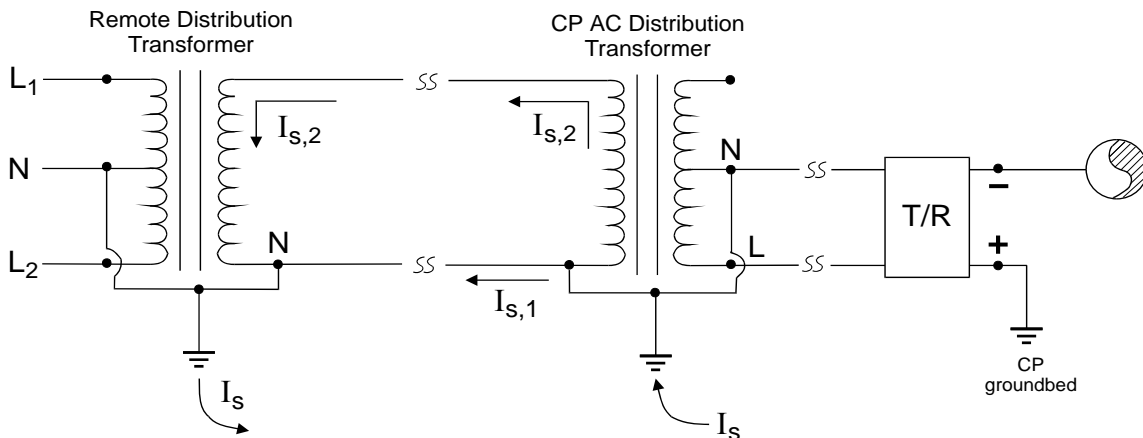 Remote Distribution
Transformer
CP AC Distribution
Transformer
L1
N
L2
Is,2
Is,2
N
Is,1
N
L
T/R
−
+
CP
groundbed
Is
Is